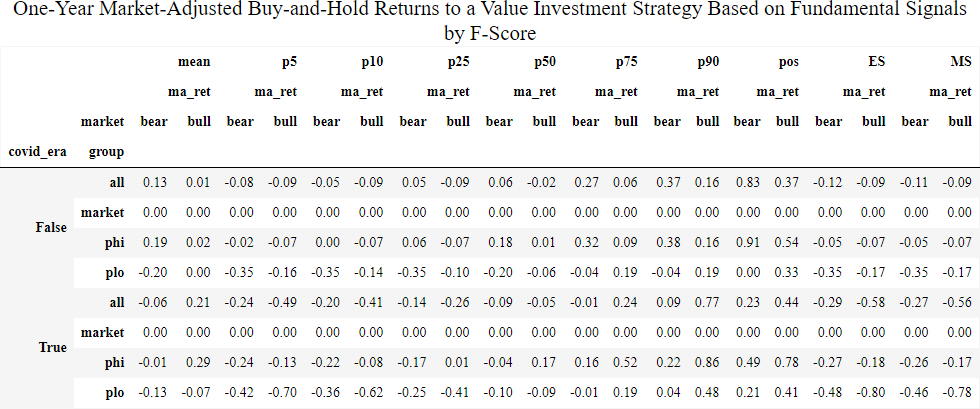 One-Year Market-Adjusted Buy-and-Hold Returns to a Value Investment Strategy Based on Fundamental Signals
by F-Score
mean p5 p10 p25 p50 p75 p90 pos ES MS
ma_ret ma_ret ma_ret ma_ret ma_ret ma_ret ma_ret ma_ret ma_ret ma_ret
market bear bull bear bull bear bull bear bull bear bull bear bull bear bull bear bull bear bull bear bull
covid_era group
all 0.13 0.01 -0.08 -0.09 -0.05 -0.09 0.05 -0.09 0.06 -0.02 0.27 0.06 0.37 0.16 0.83 0.37 -0.12 -0.09 -0.11 -0.09
market 0.00 0.00 0.00 0.00 0.00 0.00 0.00 0.00 0.00 0.00 0.00 0.00 0.00 0.00 0.00 0.00 0.00 0.00 0.00 0.00
False
phi 0.19 0.02 -0.02 -0.07 0.00 -0.07 0.06 -0.07 0.18 0.01 0.32 0.09 0.38 0.16 0.91 0.54 -0.05 -0.07 -0.05 -0.07
plo -0.20 0.00 -0.35 -0.16 -0.35 -0.14 -0.35 -0.10 -0.20 -0.06 -0.04 0.19 -0.04 0.19 0.00 0.33 -0.35 -0.17 -0.35 -0.17
all -0.06 0.21 -0.24 -0.49 -0.20 -0.41 -0.14 -0.26 -0.09 -0.05 -0.01 0.24 0.09 0.77 0.23 0.44 -0.29 -0.58 -0.27 -0.56
market 0.00 0.00 0.00 0.00 0.00 0.00 0.00 0.00 0.00 0.00 0.00 0.00 0.00 0.00 0.00 0.00 0.00 0.00 0.00 0.00
True
phi -0.01 0.29 -0.24 -0.13 -0.22 -0.08 -0.17 0.01 -0.04 0.17 0.16 0.52 0.22 0.86 0.49 0.78 -0.27 -0.18 -0.26 -0.17
plo -0.13 -0.07 -0.42 -0.70 -0.36 -0.62 -0.25 -0.41 -0.10 -0.09 -0.01 0.19 0.04 0.48 0.21 0.41 -0.48 -0.80 -0.46 -0.78